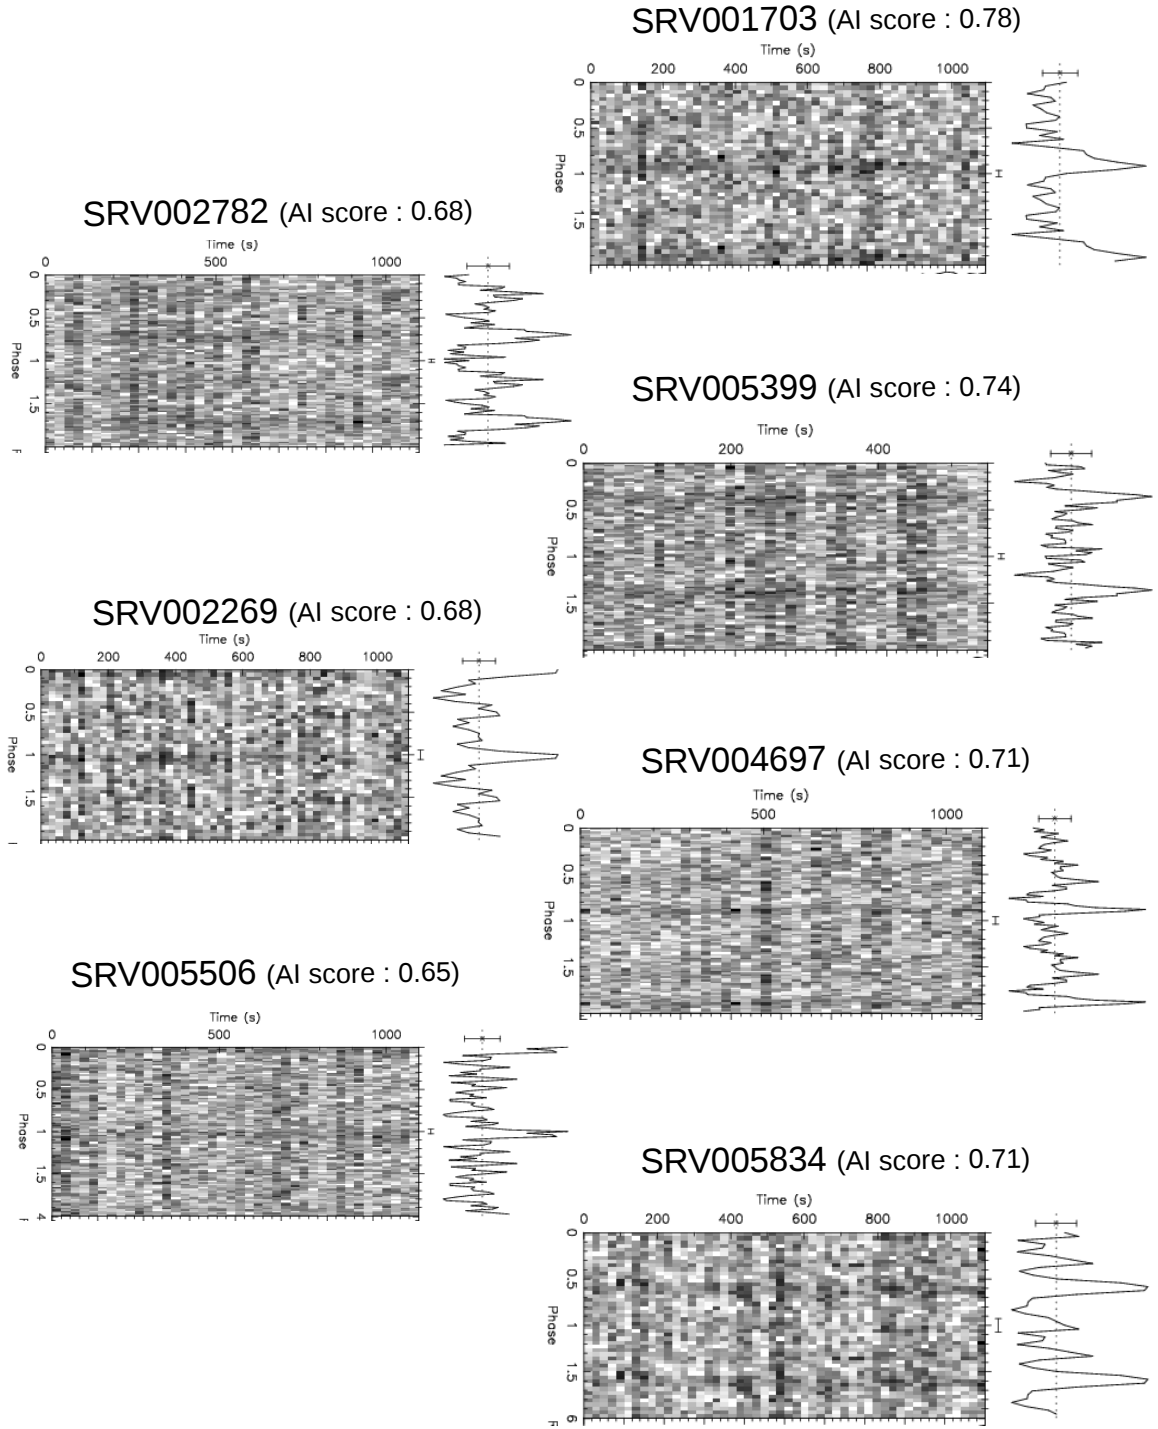 SRV001703 (AI score : 0.78)
Time (s)
0 200 400 600 800 1000
0 0.5 1 1.5
Phase
SRV002782 (AI score : 0.68)
Time (s)
0 500 1000
0 0.5 1 1.5
Phase
SRV005399 (AI score : 0.74)
Time (s)
0 200 400
0 0.5 1 1.5
Phase
SRV002269 (AI score : 0.68)
Time (s)
0 200 400 600 800 1000
0 0.5 1 1.5
Phase
SRV004697 (AI score : 0.71)
Time (s)
0 500 1000
0 0.5 1 1.5
Phase
SRV005506 (AI score : 0.65)
Time (s)
0 500 1000
0 0.5 1 1.5
Phase
4
SRV005834 (AI score : 0.71)
Time (s)
0 200 400 600 800 1000
0 0.5 1 1.5
Phase
6